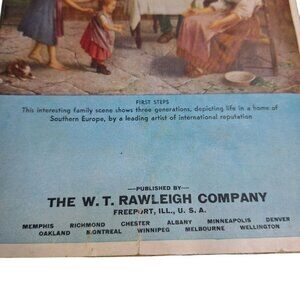 FIRST STEPS
This interesting family scene shows three generations, depicting life in a home of
Southern Europe, by a leading artist of international reputation
—PUBLISHED BY—
THE W. T. RAWLEIGH COMPANY
FREEPORT, ILL., U. S. A.
MEMPHIS RICHMOND CHESTER ALBANY MINNEAPOLIS DENVER
OAKLAND MONTREAL WINNIPEG MELBOURNE WELLINGTON